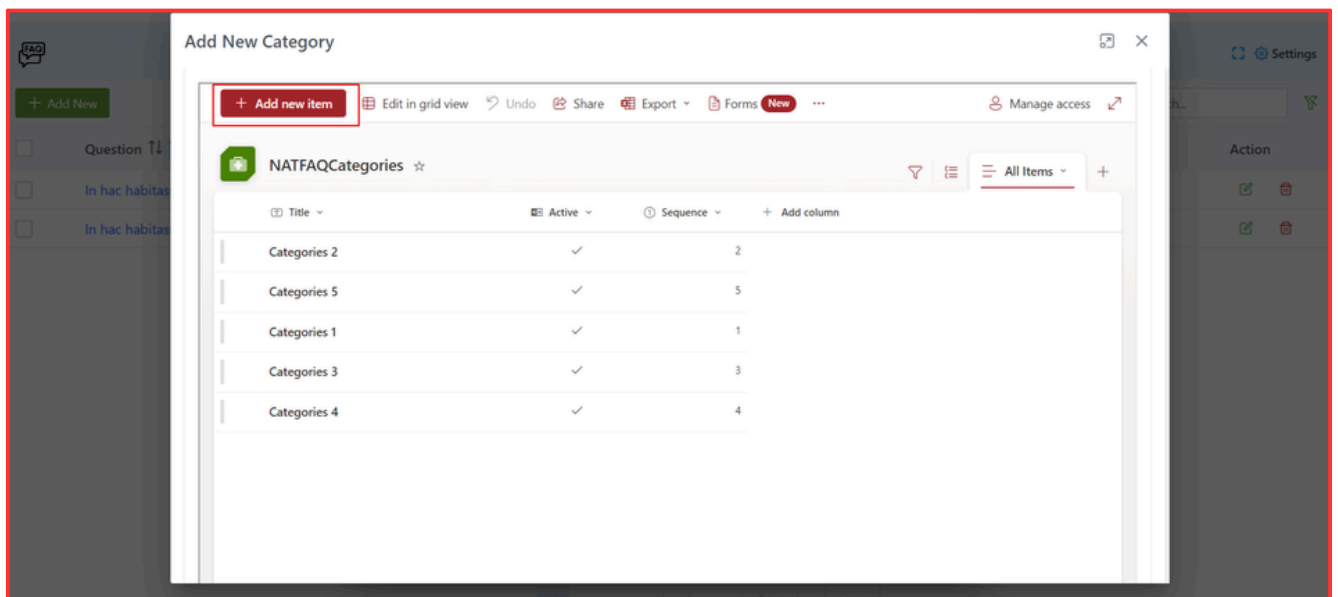 Add New Category
FAQ
Settings
+ Add New
+ Add new item Edit in grid view Undo Share Export Forms New ... Manage access
Question
Action
NATFAQCategories
All Items
+
In hac habitas
Title Active Sequence + Add column
In hac habitas
Categories 2 2
Categories 5 5
Categories 1 1
Categories 3 3
Categories 4 4